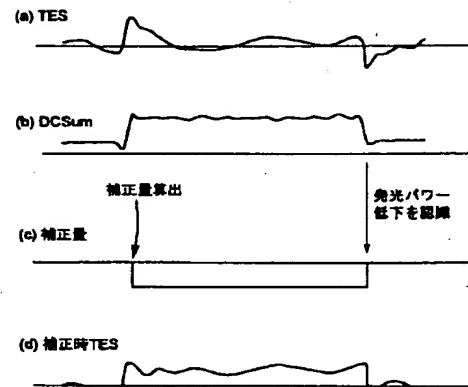 (a) TES
(b) DCSum
補正量算出
発光パワー
低下を認識
(c) 補正量
(d) 補正時TES